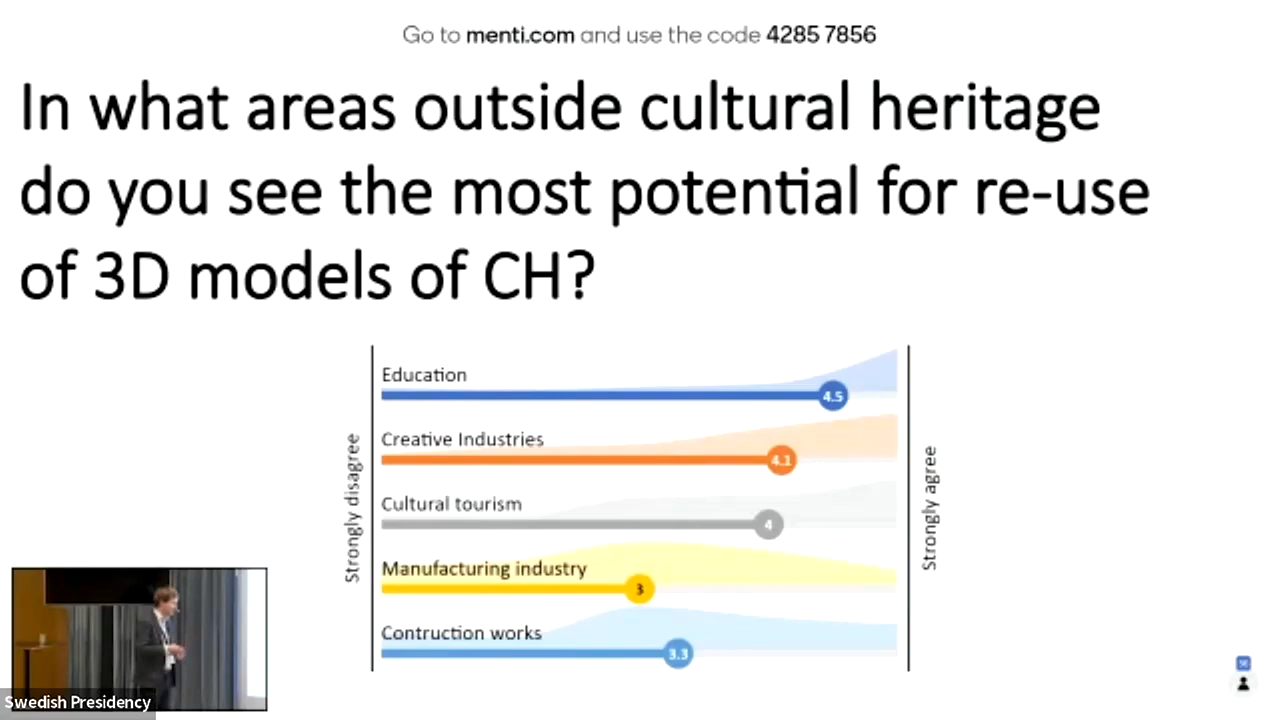 Go to menti.com and use the code 4285 7856
In what areas outside cultural heritage
do you see the most potential for re-use
of 3D models of CH?
Strongly disagree
Education
4.5
Creative Industries
4.1
Cultural tourism
4
Manufacturing industry
3
Contruction works
3.3
Strongly agree
Swedish Presidency